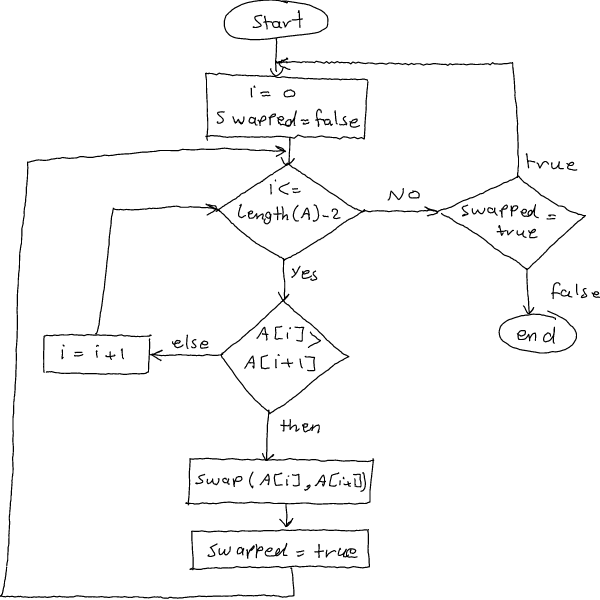 Start
i = 0
Swapped = false
true
i <=
length(A)-2
NO
swapped =
true
yes
false
end
A[i] >
A[i+1]
else
i = i+1
then
swap(A[i], A[i+1])
swapped = true